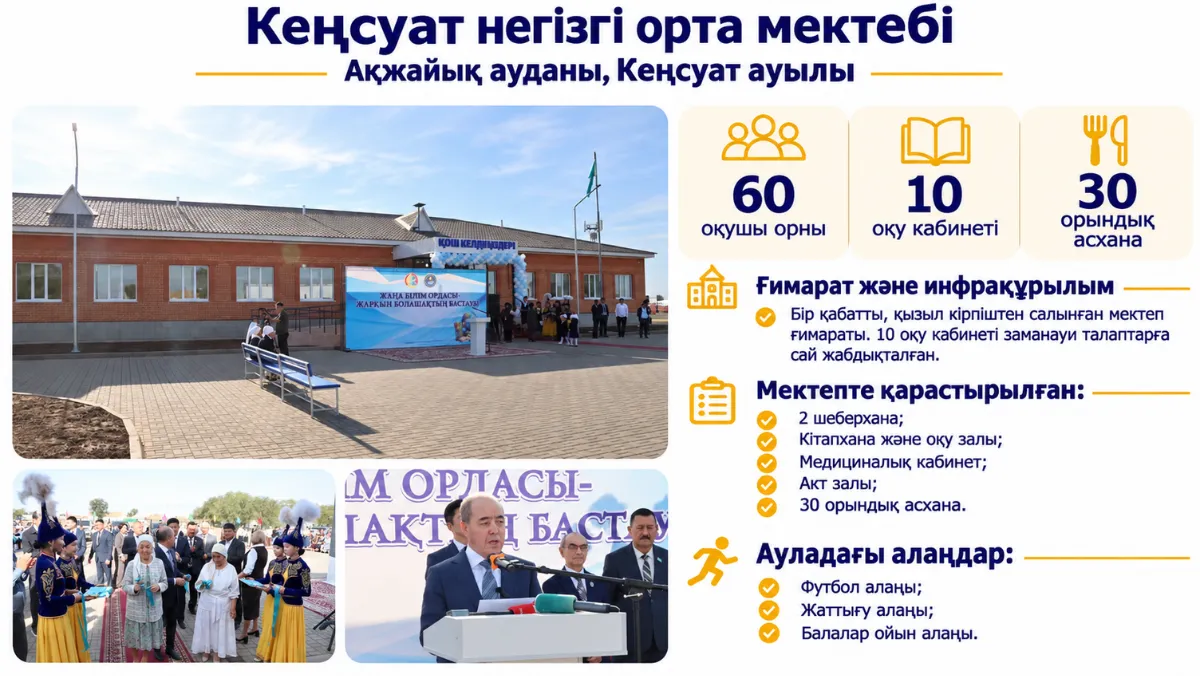 Кеңсуат негізгі орта мектебі
Ақжайық ауданы, Кеңсуат ауылы
ҚОШ КЕЛДІҢІЗДЕР!
ЖАҢА БІЛІМ ОРДАСЫ-
ЖАРҚЫН БОЛАШАҚТЫҢ БАСТАУЫ
ІМ ОРДАСЫ-
ШАҚТЫҢ БАСТАУ
60
оқушы орны
10
оқу кабинеті
30
орындық
асхана
Ғимарат және инфрақұрылым
Бір қабатты, қызыл кірпіштен салынған мектеп
ғимараты. 10 оқу кабинеті заманауи талаптарға
сай жабдықталған.
Мектепте қарастырылған:
2 шеберхана;
Кітапхана және оқу залы;
Медициналық кабинет;
Акт залы;
30 орындық асхана.
Ауладағы алаңдар:
Футбол алаңы;
Жаттығу алаңы;
Балалар ойын алаңы.